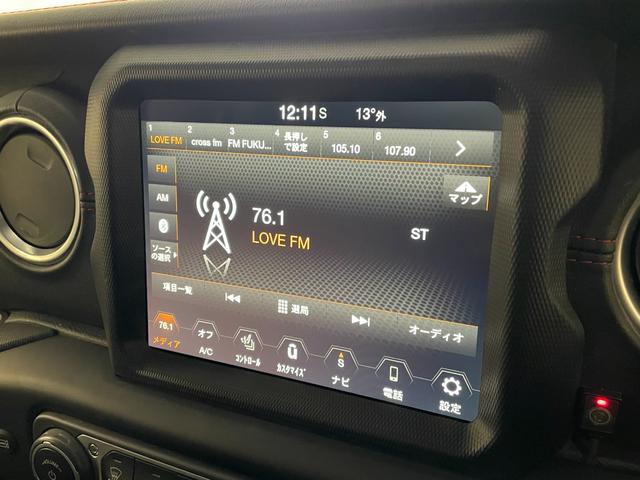 12:11S 13°外
1 2 3 4 5 6
LOVE FM cross fm FM FUKU... 長押しで設定 105.10 107.90
FM
AM
ソースの選択
マップ
76.1
LOVE FM
ST
項目一覧
選局
オーディオ
76.1 オフ S
メディア A/C コントロール カスタマイズ ナビ 電話 設定
VOLUME